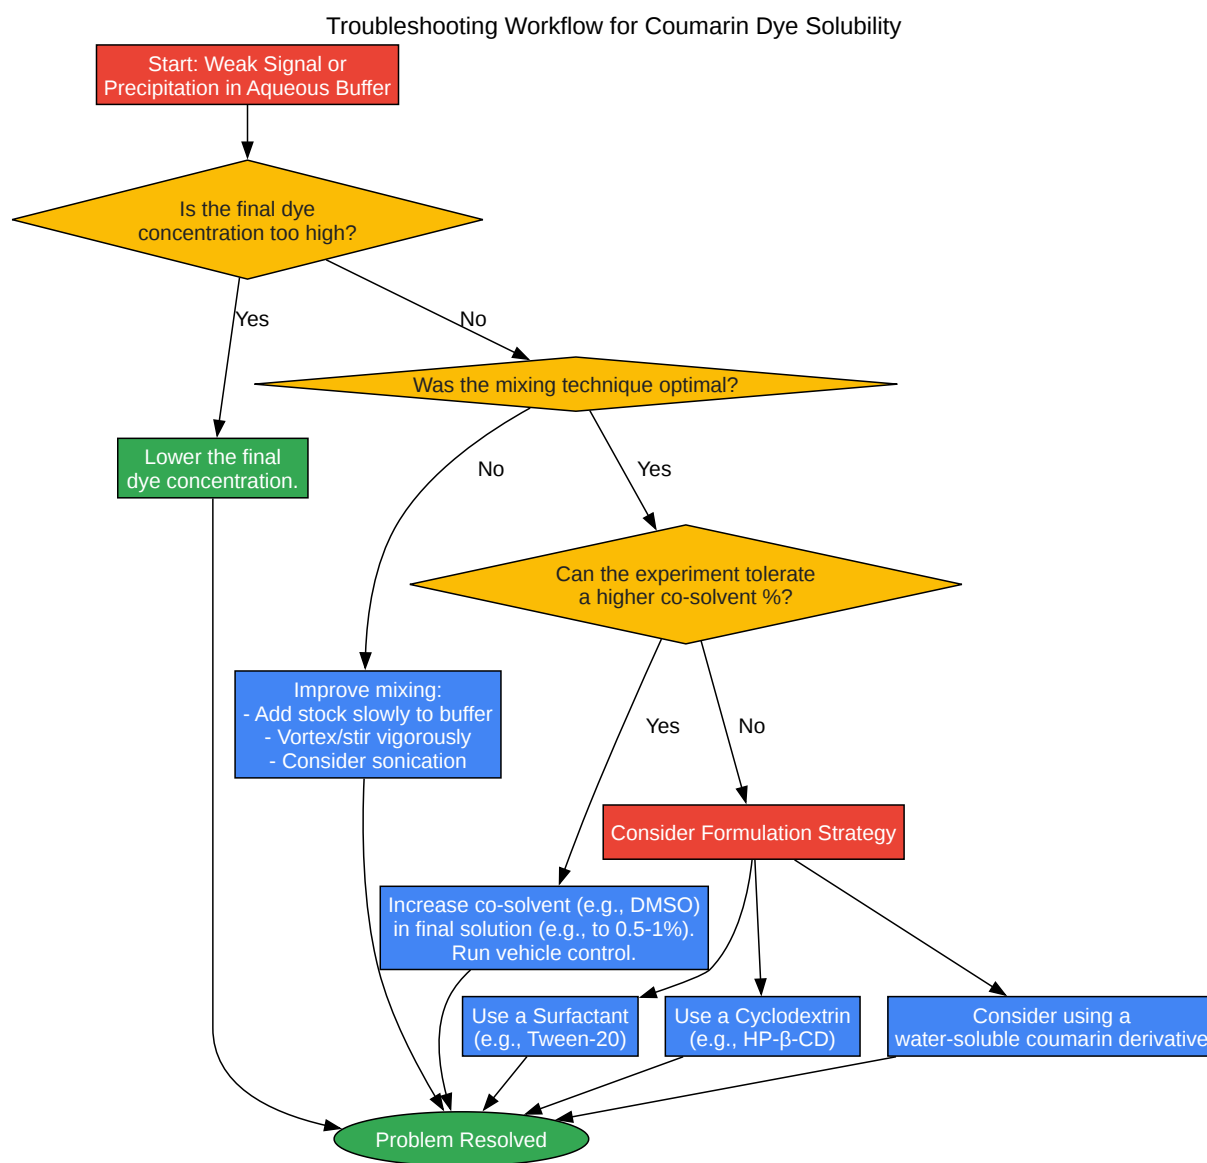 Troubleshooting Workflow for Coumarin Dye Solubility
Start: Weak Signal or
Precipitation in Aqueous Buffer
Is the final dye
concentration too high?
Yes
No
Was the mixing technique optimal?
Lower the final
dye concentration.
No
Yes
Can the experiment tolerate
a higher co-solvent %?
Improve mixing:
- Add stock slowly to buffer
- Vortex/stir vigorously
- Consider sonication
Yes
No
Consider Formulation Strategy
Increase co-solvent (e.g., DMSO)
in final solution (e.g., to 0.5-1%).
Run vehicle control.
Use a Surfactant
(e.g., Tween-20)
Use a Cyclodextrin
(e.g., HP-β-CD)
Consider using a
water-soluble coumarin derivative
Problem Resolved